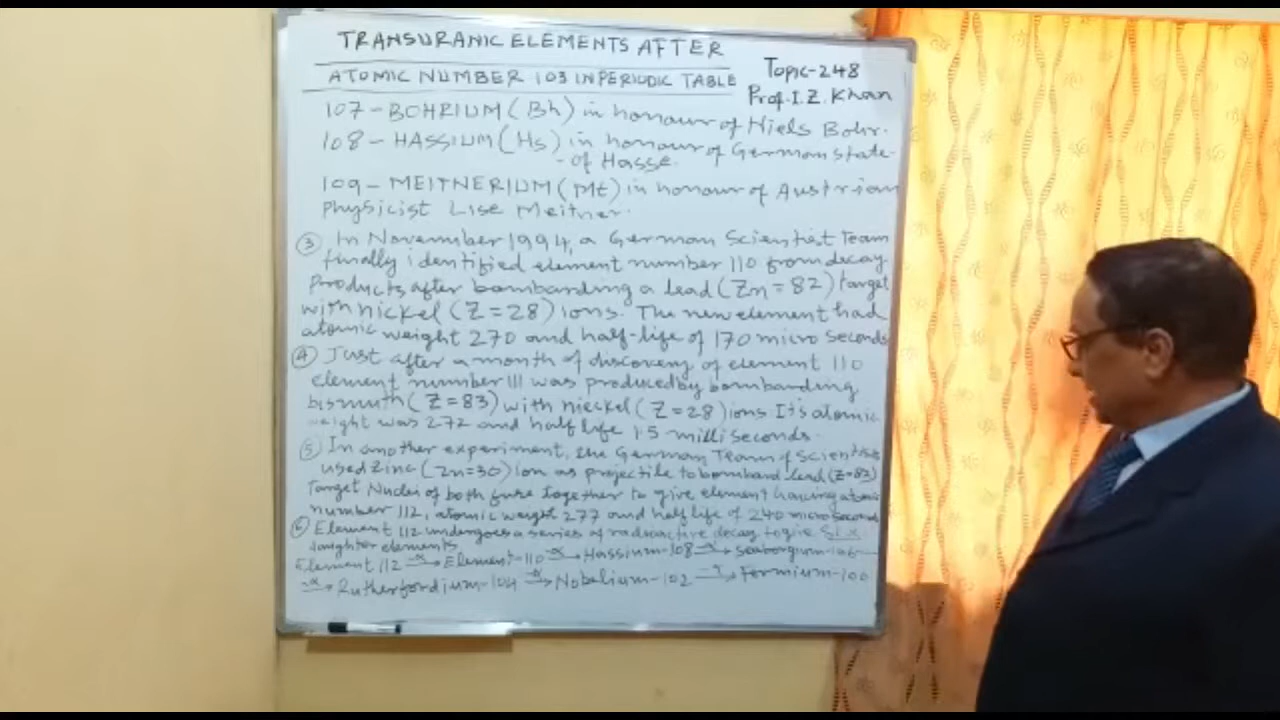 TRANSURANIC ELEMENTS AFTER
ATOMIC NUMBER 103 IN PERIODIC TABLE
Topic-248
Prof. I. Z. Khan
107-BOHRIUM (Bh) in honour of Niels Bohr.
108-HASSIUM (Hs) in honour of German state-
-of Hasse.
109-MEITNERIUM (Mt) in honour of Austrian
Physicist Lise Meitner.
③ In November 1994, a German Scientist Team
finally identified element number 110 from decay
Products after bombarding a lead (Zn=82) target
with nickel (Z=28) ions. The new element had
atomic weight 270 and half-life of 170 micro seconds
④ Just after a month of discovery of element 110
element number 111 was produced by bombarding
bismuth (Z=83) with nieckel (Z=28) ions. Its atomic
weight was 272 and half life 1.5 milliseconds.
⑤ In another experiment, the German Team of Scientists
used Zinc (Zn=30) Ion as projectile to bombard lead (Z=82)
Target Nuclei of both fuse together to give element having atomic
number 112, atomic weight 277 and half life of 240 micro seconds
⑥ Element 112 undergoes a series of radioactive decay to give
daughter elements
Element 112 -α→ Element-110 -α→ Hassium-108 -α→ Seaborgium-106-
-α→ Rutherfordium-104 -α→ Nobelium-102 → Fermium-100